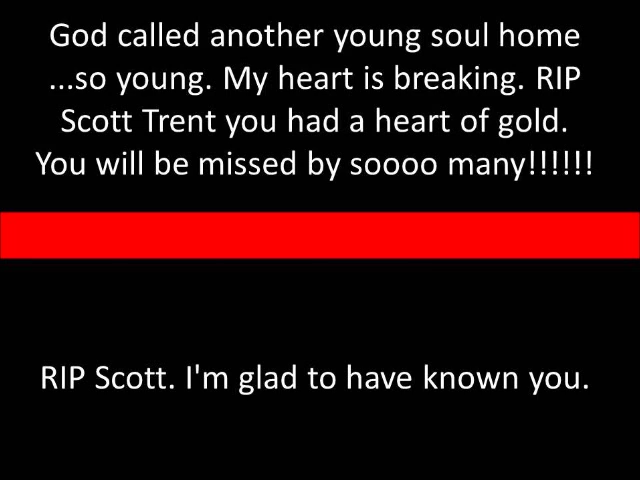 God called another young soul home
...so young. My heart is breaking. RIP
Scott Trent you had a heart of gold.
You will be missed by soooo many!!!!!!
RIP Scott. I'm glad to have known you.